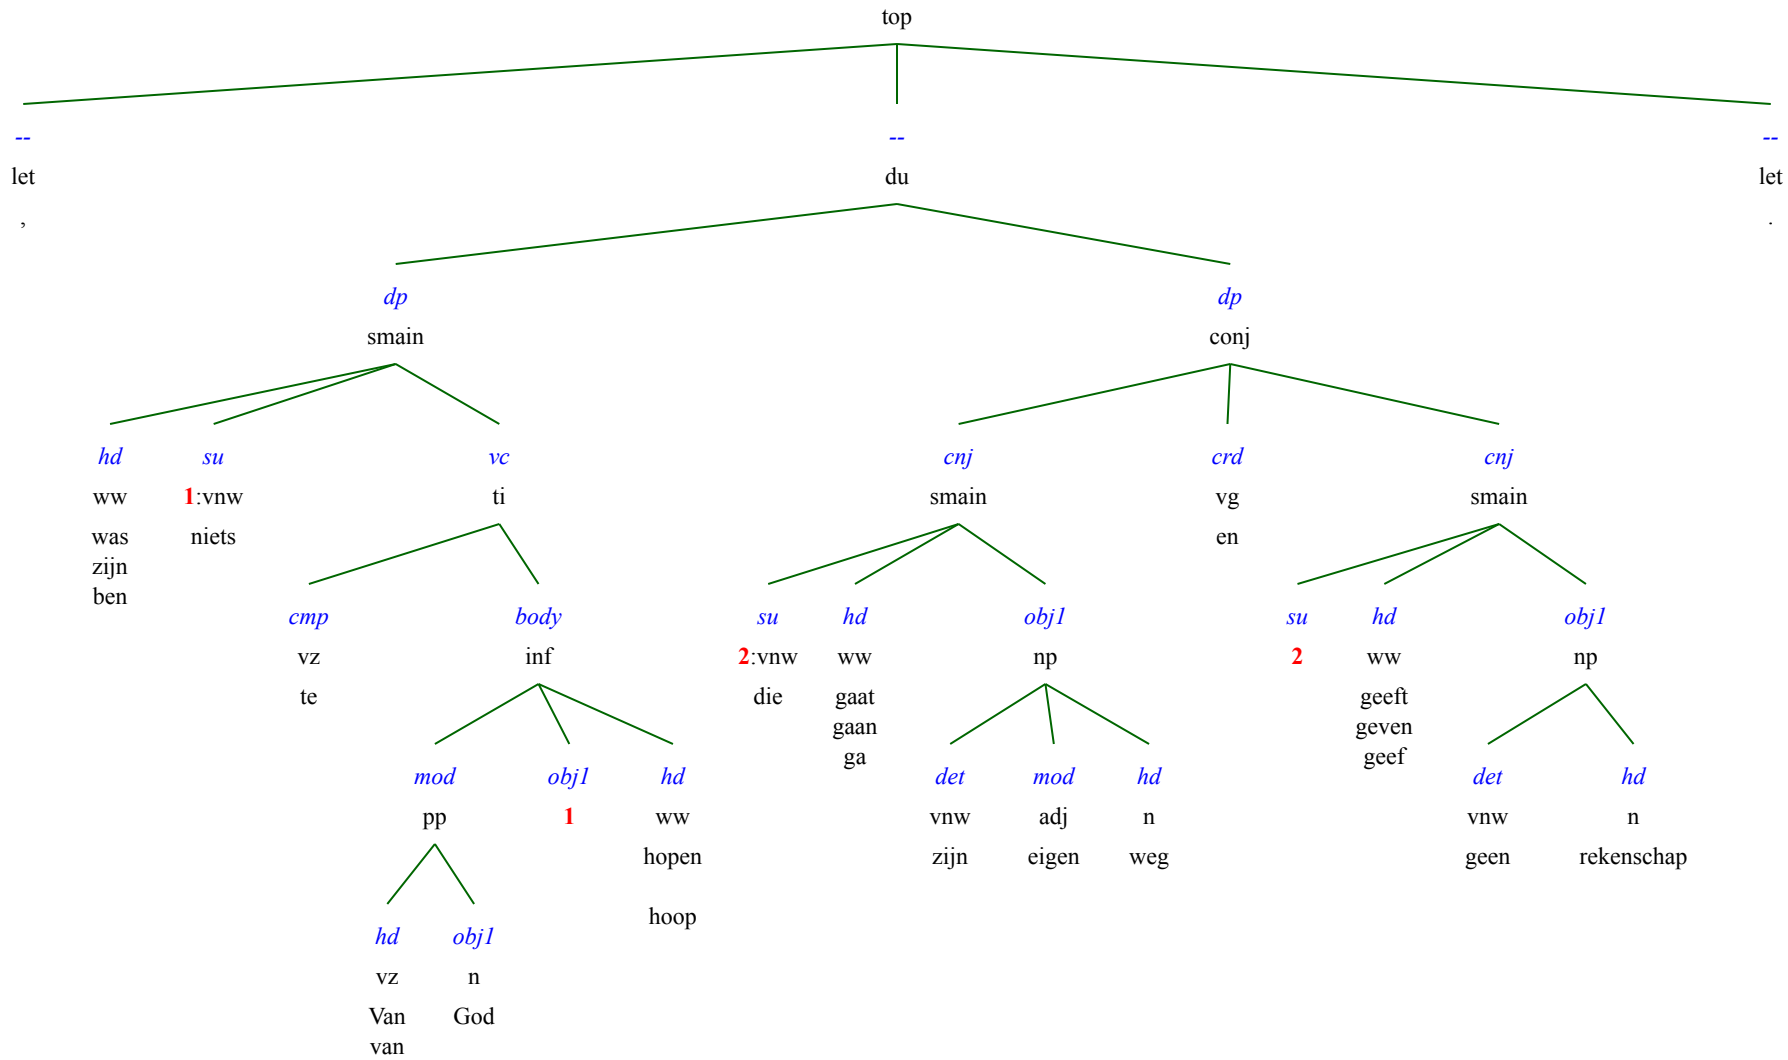 top
-- -- --
let du let
, .
dp dp
smain conj
hd su vc cnj crd cnj
ww 1:vnw ti smain vg smain
was niets en
zijn
ben
cmp body su hd obj1 su hd obj1
vz inf 2:vnw ww np 2 ww np
te die gaat geeft
gaan geven
ga geef
mod obj1 hd det mod hd det hd
pp 1 ww vnw adj n vnw n
hopen zijn eigen weg geen rekenschap
hoop
hd obj1
vz n
Van God
van